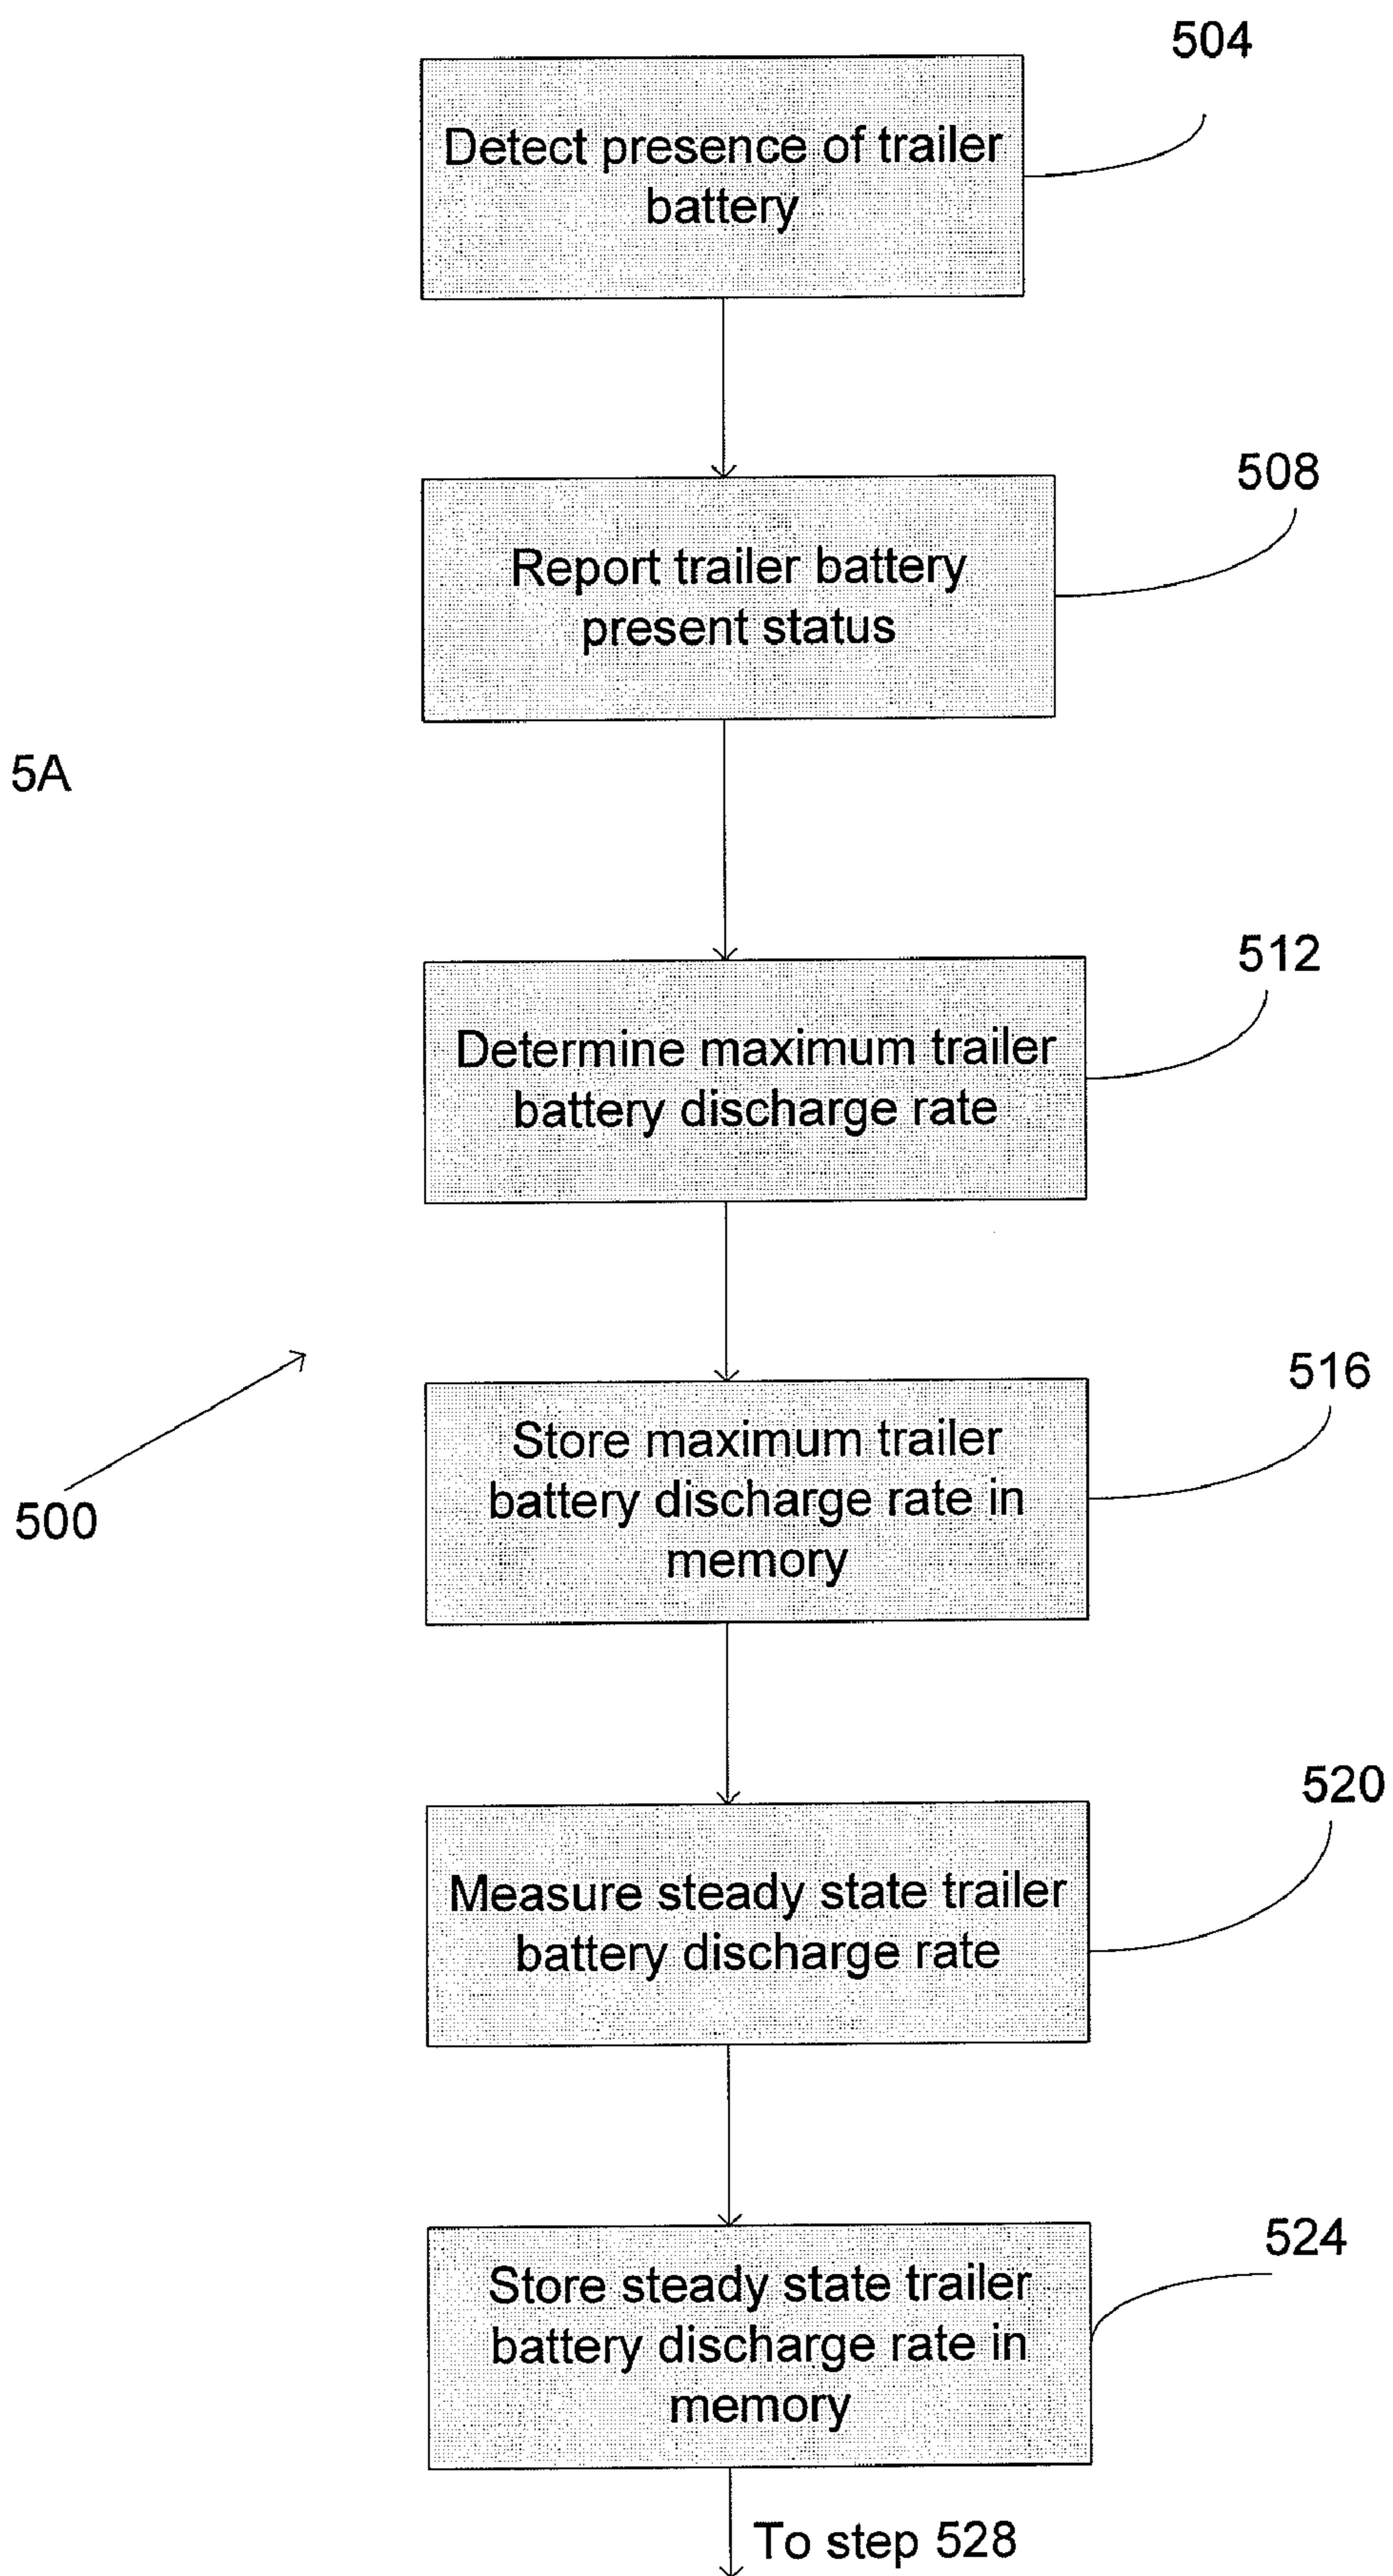 504
Detect presence of trailer
battery
508
Report trailer battery
present status
5A
512
Determine maximum trailer
battery discharge rate
516
Store maximum trailer
battery discharge rate in
memory
500
520
Measure steady state trailer
battery discharge rate
524
Store steady state trailer
battery discharge rate in
memory
To step 528